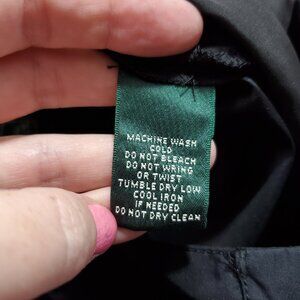 MACHINE WASH
COLD
DO NOT BLEACH
DO NOT WRING
OR TWIST
TUMBLE DRY LOW
COOL IRON
IF NEEDED
DO NOT DRY CLEAN